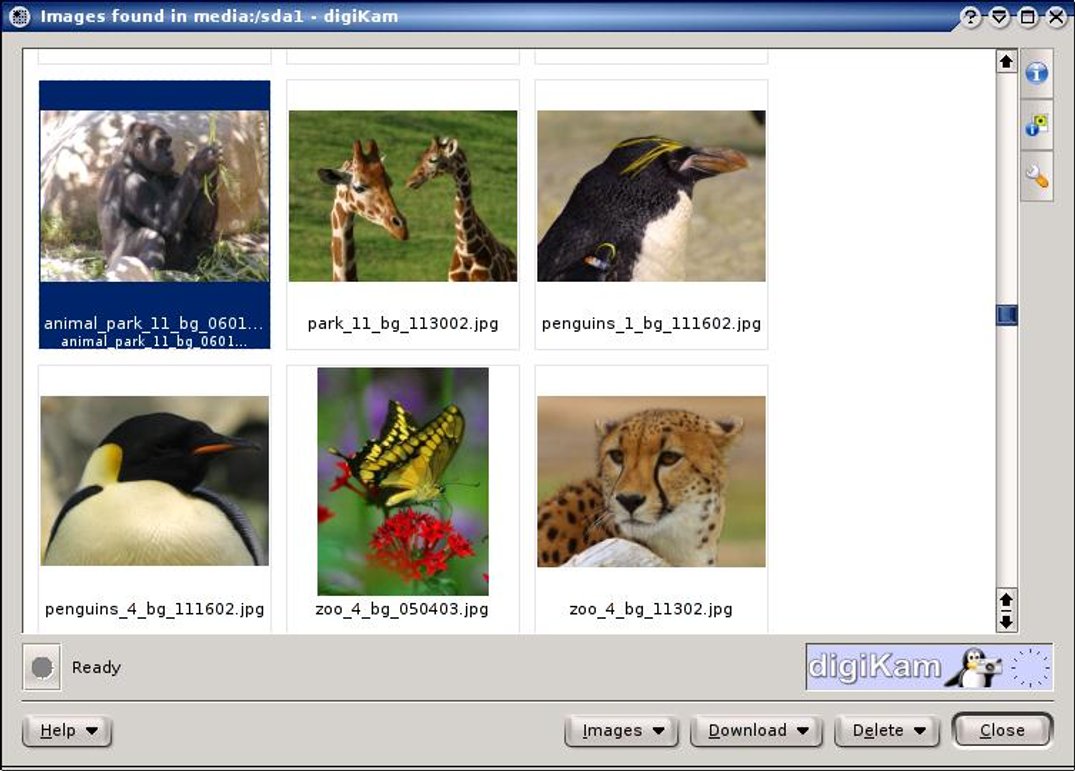 Images found in media:/sda1 - digiKam
animal_park_11_bg_0601...
animal_park_11_bg_0601...
park_11_bg_113002.jpg
penguins_1_bg_111602.jpg
penguins_4_bg_111602.jpg
zoo_4_bg_050403.jpg
zoo_4_bg_11302.jpg
Ready
digiKam
Help
Images
Download
Delete
Close